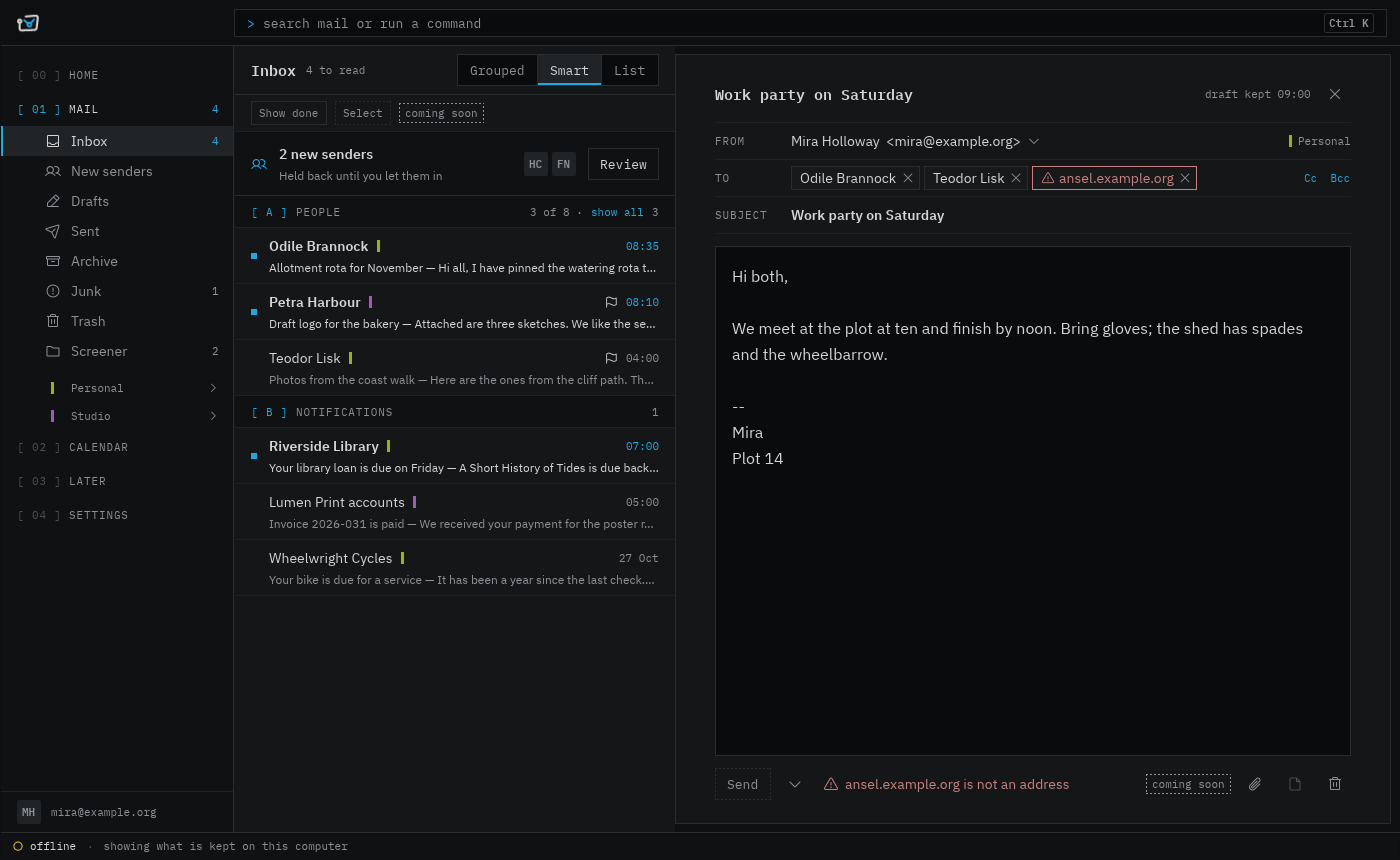 > search mail or run a command Ctrl K
[ 00 ] HOME
[ 01 ] MAIL 4
Inbox 4
New senders
Drafts
Sent
Archive
Junk 1
Trash
Screener 2
Personal
Studio
[ 02 ] CALENDAR
[ 03 ] LATER
[ 04 ] SETTINGS
MH mira@example.org
Inbox 4 to read Grouped Smart List
Show done Select coming soon
2 new senders
Held back until you let them in
HC FN Review
[ A ] PEOPLE 3 of 8 · show all 3
Odile Brannock 08:35
Allotment rota for November — Hi all, I have pinned the watering rota t…
Petra Harbour 08:10
Draft logo for the bakery — Attached are three sketches. We like the se…
Teodor Lisk 04:00
Photos from the coast walk — Here are the ones from the cliff path. Th…
[ B ] NOTIFICATIONS 1
Riverside Library 07:00
Your library loan is due on Friday — A Short History of Tides is due back…
Lumen Print accounts 05:00
Invoice 2026-031 is paid — We received your payment for the poster r…
Wheelwright Cycles 27 Oct
Your bike is due for a service — It has been a year since the last check.…
Work party on Saturday draft kept 09:00
FROM Mira Holloway <mira@example.org> Personal
TO Odile Brannock Teodor Lisk ansel.example.org Cc Bcc
SUBJECT Work party on Saturday
Hi both,
We meet at the plot at ten and finish by noon. Bring gloves; the shed has spades
and the wheelbarrow.
--
Mira
Plot 14
Send ansel.example.org is not an address coming soon
offline · showing what is kept on this computer